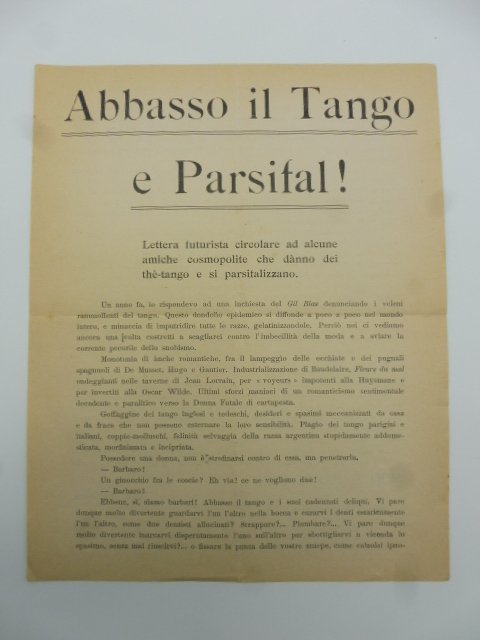 Abbasso il Tango
e Parsifal!
Lettera futurista circolare ad alcune
amiche cosmopolite che dànno dei
thè-tango e si parsifalizzano.
Un anno fa, io rispondevo ad una inchiesta del Gil Blas denunciando i veleni
rammollenti del tango. Questo dondolio epidemico si diffonde a poco a poco nel mondo
intero, e minaccia di imputridire tutte le razze, gelatinizzandole. Perciò noi ci vediamo
ancora una volta costretti a scagliarci contro l'imbecillità della moda e a sviare la
corrente pecorile dello snobismo.
Monotonia di anche romantiche, fra il lampeggio delle occhiate e dei pugnali
spagnuoli di De Musset, Hugo e Gautier. Industrializzazione di Baudelaire, Fleurs du mal
ondeggianti nelle taverne di Jean Lorrain, per « voyeurs » impotenti alla Huysmans e
per invertiti alla Oscar Wilde. Ultimi sforzi maniaci di un romanticismo sentimentale
decadente e paralitico verso la Donna Fatale di cartapesta.
Goffaggine dei tango inglesi e tedeschi, desideri e spasimi meccanizzati da ossa
e da fracs che non possono esternare la loro sensibilità. Plagio dei tango parigini e
italiani, coppie-molluschi, felinità selvaggia della razza argentina stupidamente addome-
sticata, morfinizzata e incipriata.
Possedere una donna, non è strofinarsi contro di essa, ma penetrarla.
— Barbaro!
Un ginocchio fra le coscie? Eh via! ce ne vogliono due!
— Barbaro!
Ebbene, sì, siamo barbari! Abbasso il tango e i suoi cadenzati deliqui. Vi pare
dunque molto divertente guardarvi l'un l'altro nella bocca e curarvi i denti estaticamente
l'un l'altro, come due dentisti allucinati? Strappare?... Piombare?... Vi pare dunque
molto divertente inarcarvi disperatamente l'uno sull'altro per sbottigliarvi a vicenda lo
spasimo, senza mai riuscirvi?... o fissare la punta delle vostre scarpe, come calzolai ipno-